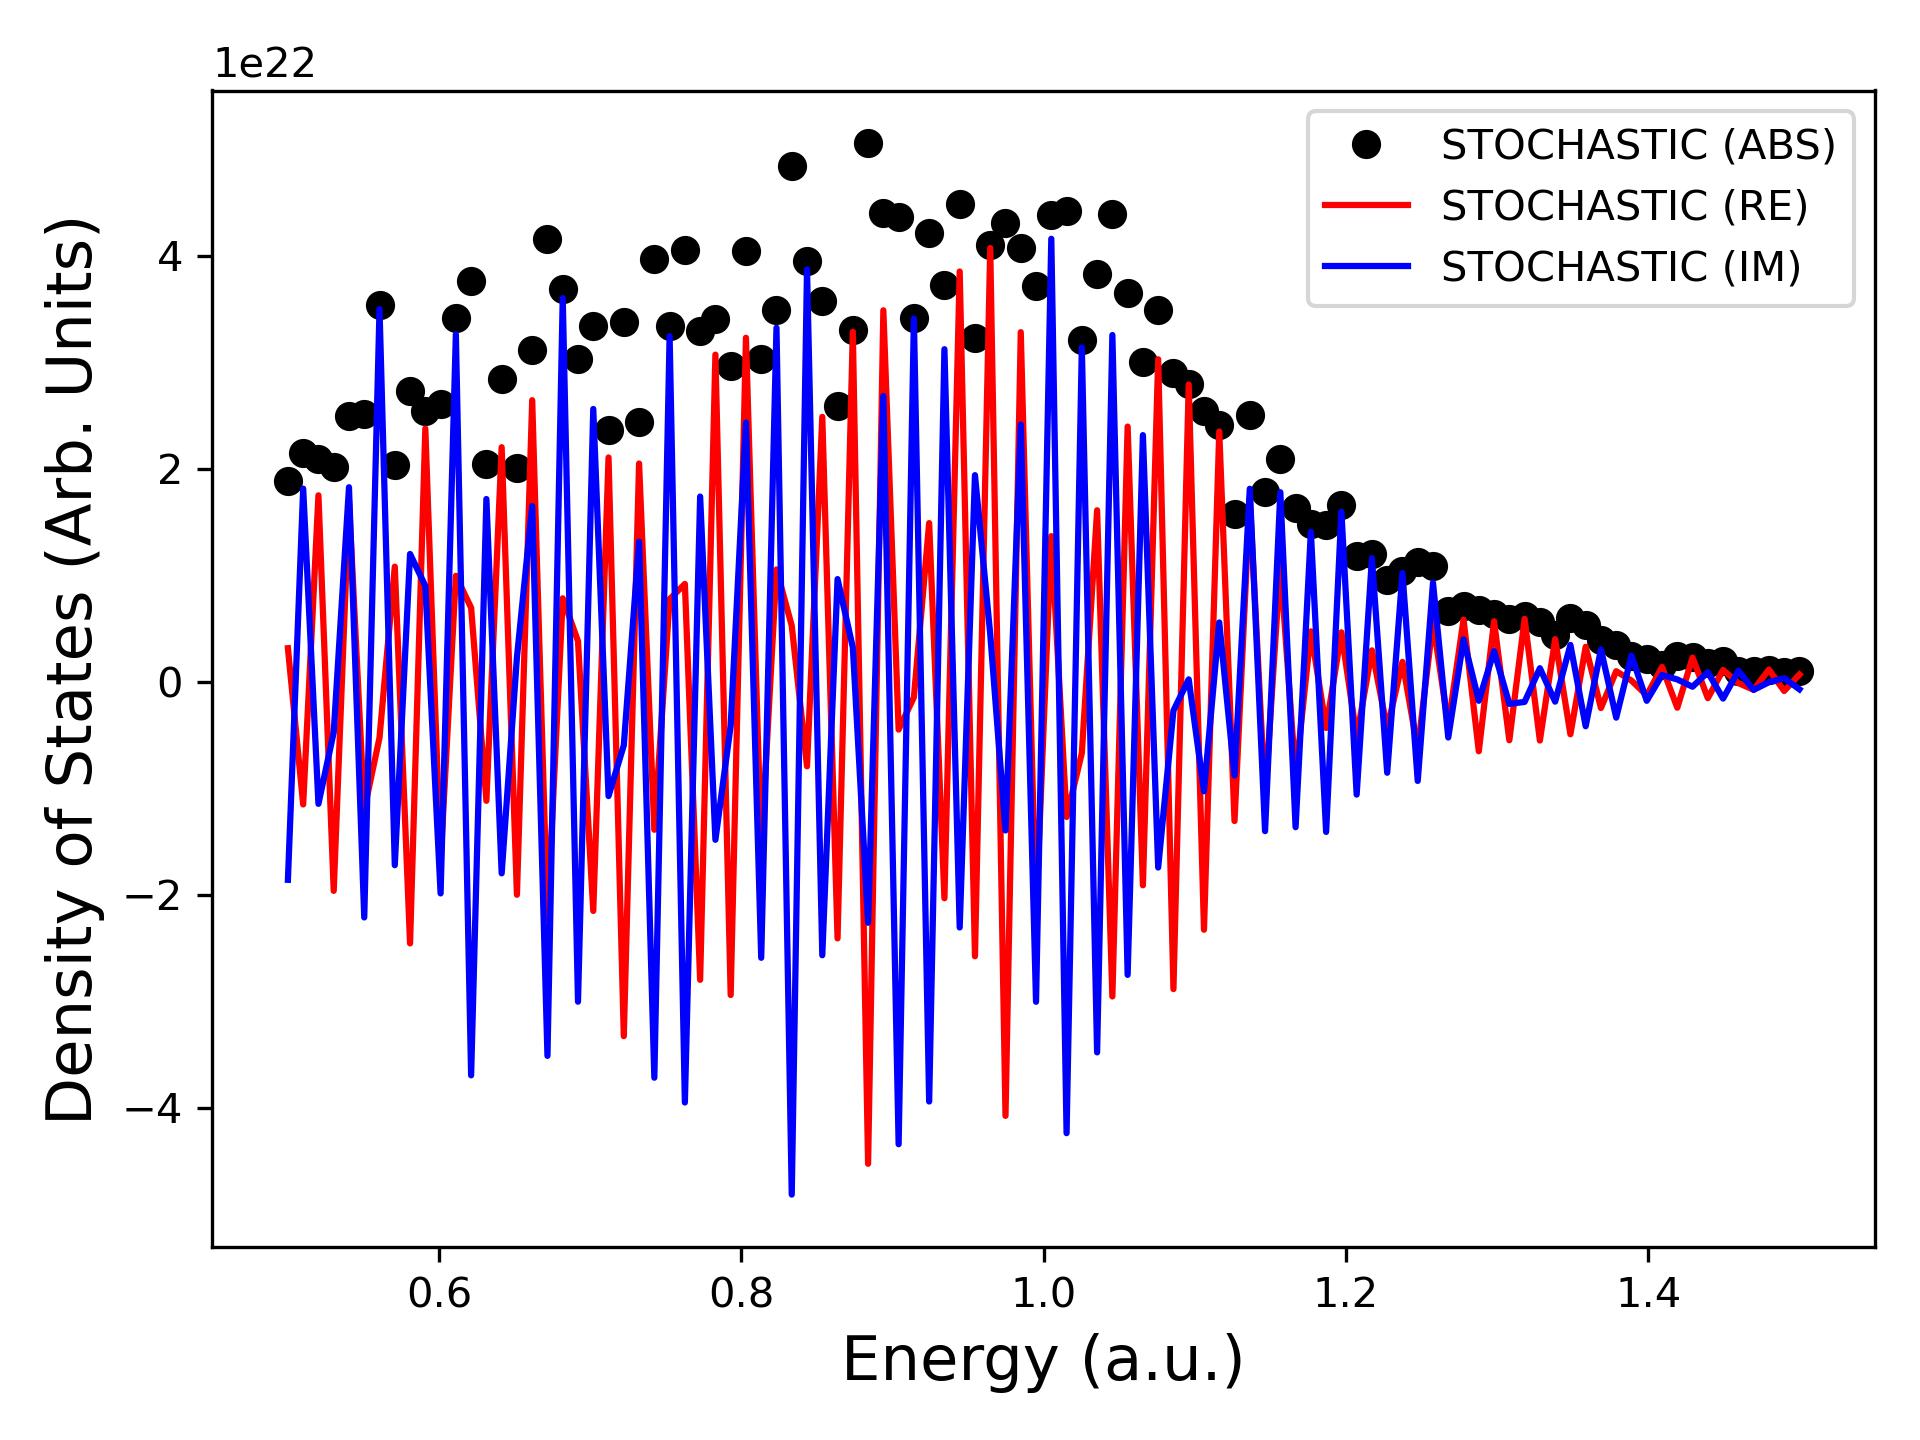 1e22
STOCHASTIC (ABS)
STOCHASTIC (RE)
STOCHASTIC (IM)
Density of States (Arb. Units)
4
2
0
−2
−4
0.6 0.8 1.0 1.2 1.4
Energy (a.u.)